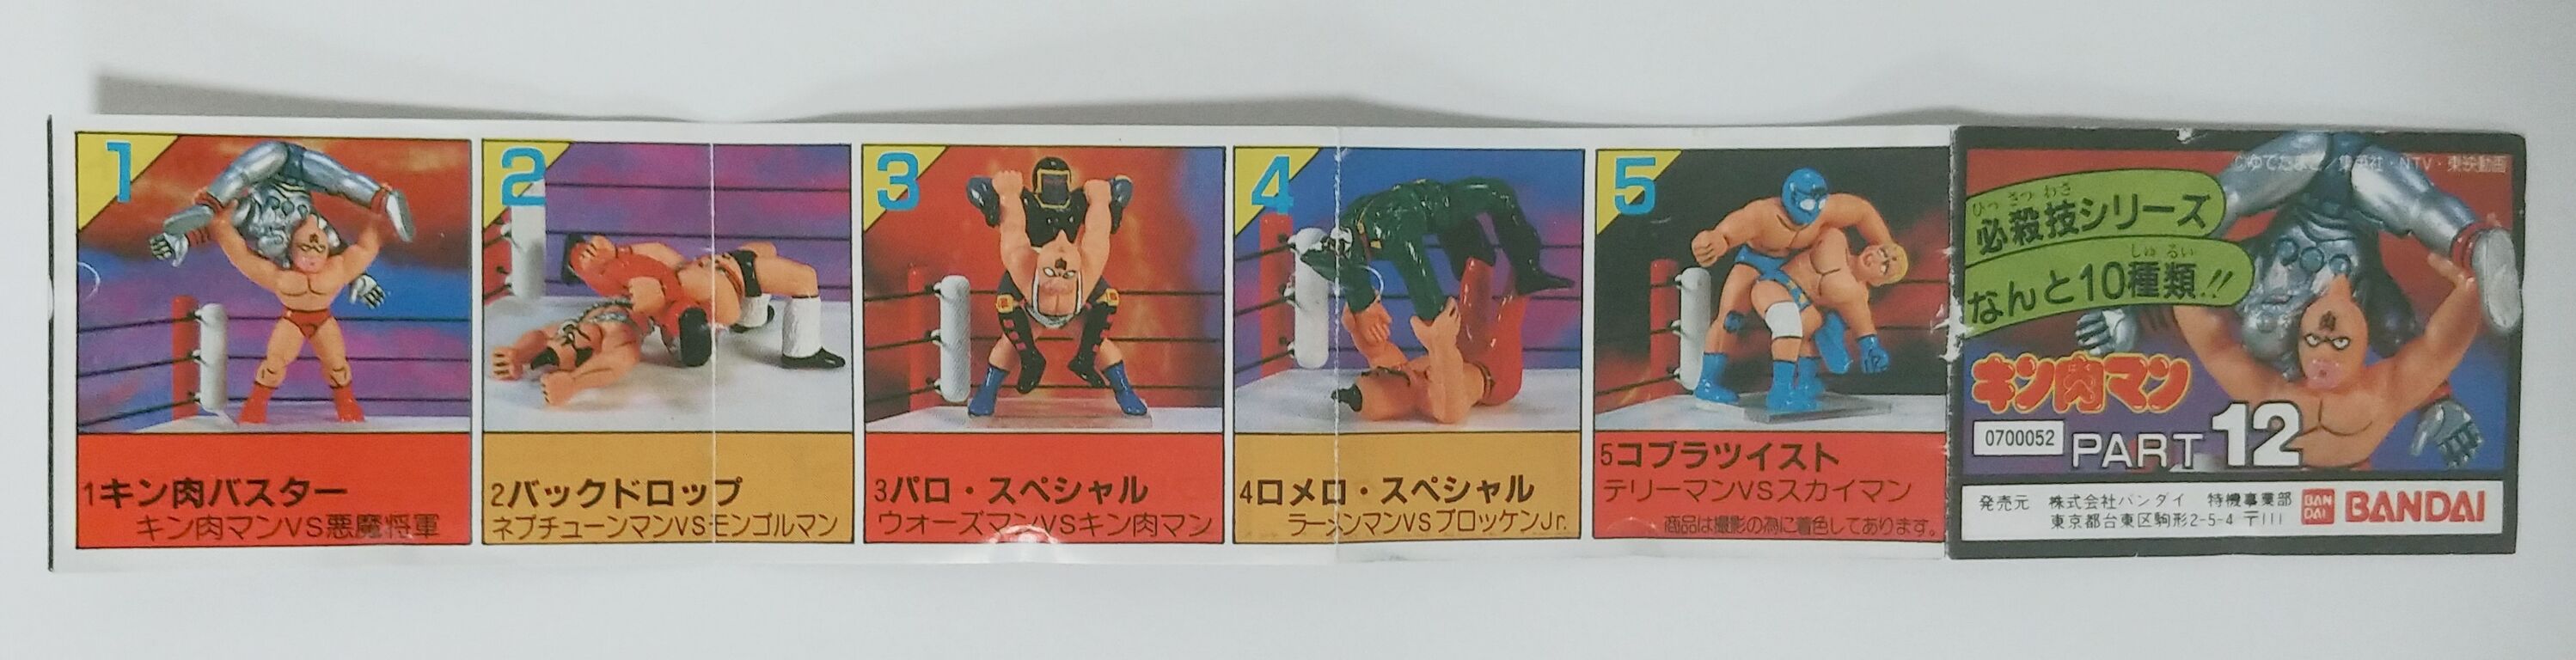 1
1キン肉バスター
キン肉マンVS悪魔将軍
2
2バックドロップ
ネプチューンマンVSモンゴルマン
3
3パロ・スペシャル
ウォーズマンVSキン肉マン
4
4ロメロ・スペシャル
ラーメンマンVSブロッケンJr.
5
5コブラツイスト
テリーマンVSスカイマン
商品は撮影の為に着色してあります。
©ゆでたまご/集英社・NTV・東映動画
ひっさつわざ
必殺技シリーズ
しゅるい
なんと10種類!!
キン肉マン
にく
0700052
PART 12
発売元 株式会社バンダイ 特機事業部
東京都台東区駒形2-5-4 〒111
BAN
DAI
BANDAI